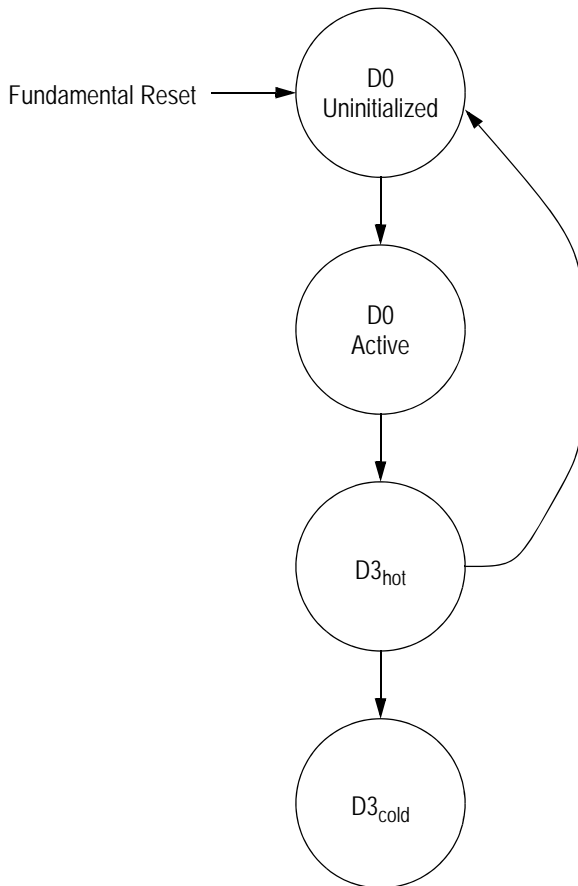 D0
Uninitialized
Fundamental Reset
D0
Active
D3hot
D3cold